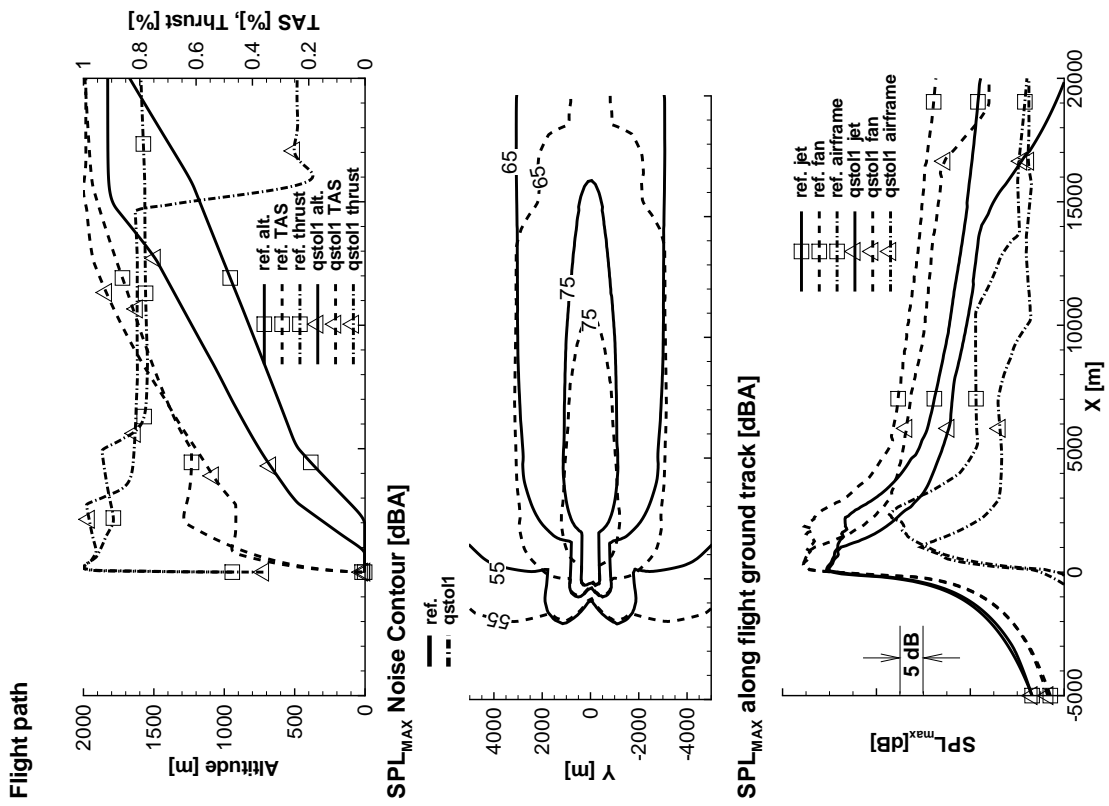 Flight path
Altitude [m]
2000
1500
1000
500
0
TAS [%], Thrust [%]
1
0.8
0.6
0.4
0.2
0
ref. alt.
ref. TAS
ref. thrust
qstol1 alt.
qstol1 TAS
qstol1 thrust
SPLMAX Noise Contour [dBA]
ref.
qstol1
Y [m]
4000
2000
0
-2000
-4000
55
55
65
65
75
75
SPLMAX along flight ground track [dBA]
SPLmax[dB]
5 dB
ref. jet
ref. fan
ref. airframe
qstol1 jet
qstol1 fan
qstol1 airframe
-5000
0
5000
10000
15000
20000
X [m]